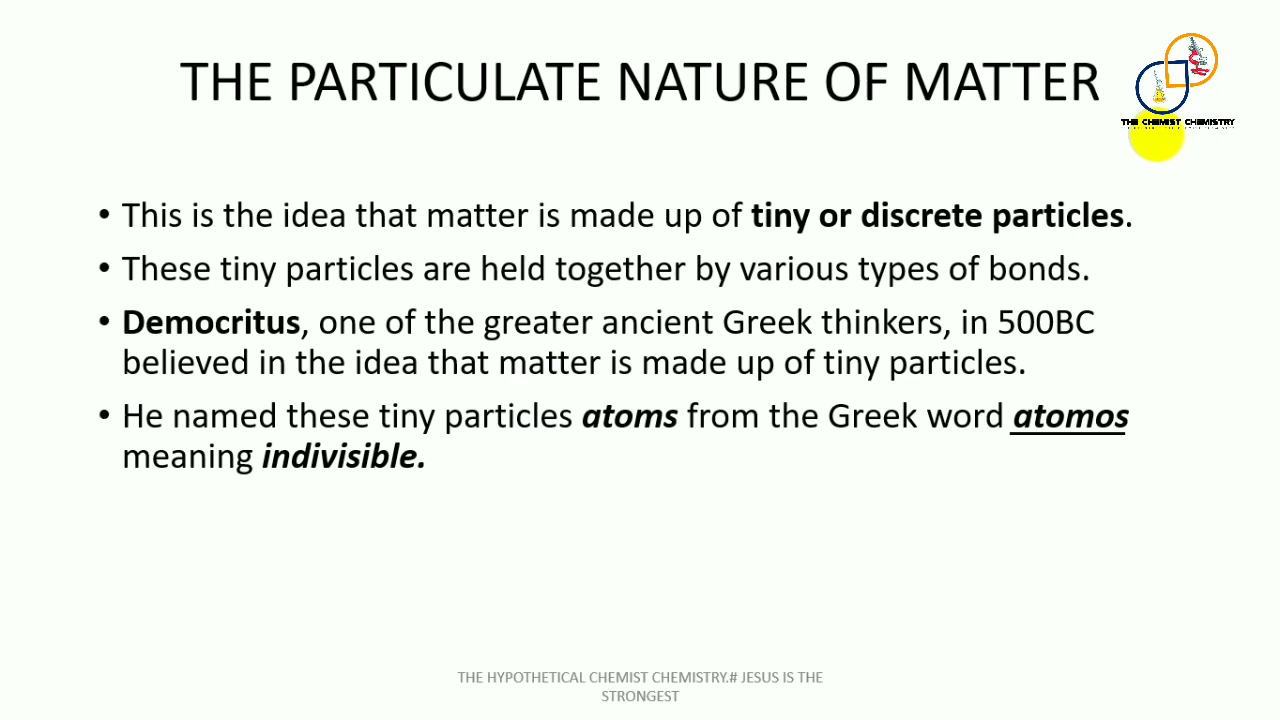 THE PARTICULATE NATURE OF MATTER
THE CHEMIST CHEMISTRY
• This is the idea that matter is made up of tiny or discrete particles.
• These tiny particles are held together by various types of bonds.
• Democritus, one of the greater ancient Greek thinkers, in 500BC
believed in the idea that matter is made up of tiny particles.
• He named these tiny particles atoms from the Greek word atomos
meaning indivisible.
THE HYPOTHETICAL CHEMIST CHEMISTRY.# JESUS IS THE
STRONGEST